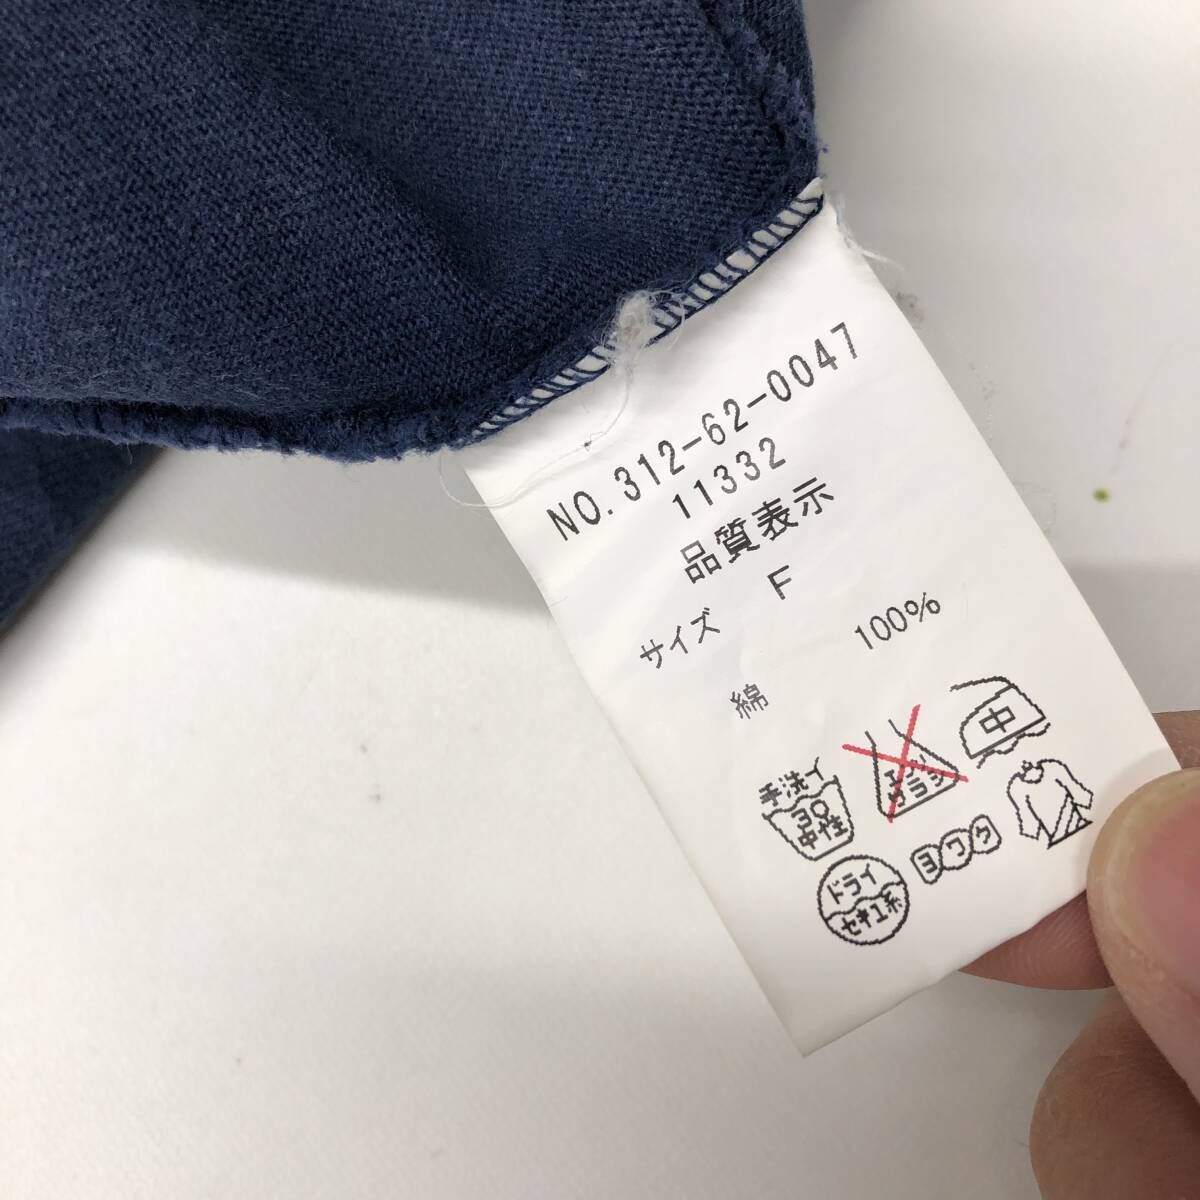 NO.312-62-0047
11332
品質表示
サイズ F
綿 100%
手洗イ
30
中性
エンソ
サラシ
中
ドライ
セキユ系
ヨワク